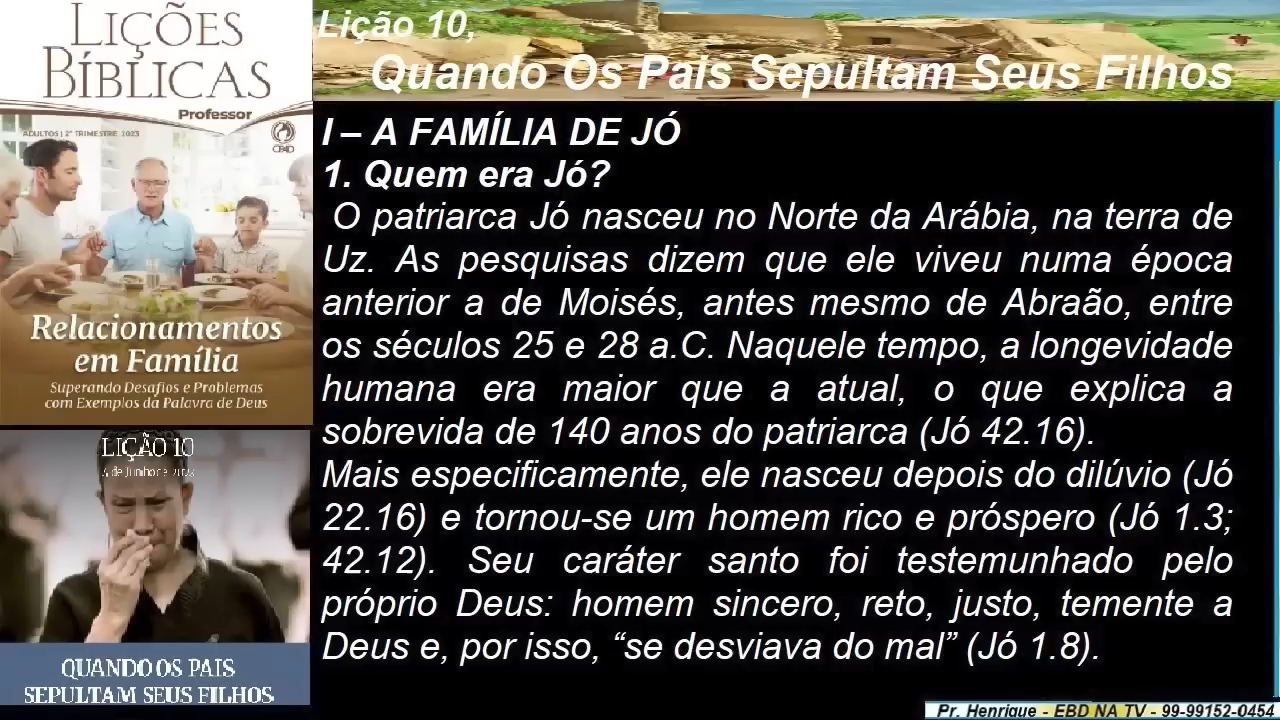 LIÇÕES
BÍBLICAS
Professor
ADULTOS | 2º TRIMESTRE 2023
CPAD
Relacionamentos
em Família
Superando Desafios e Problemas
com Exemplos da Palavra de Deus
LIÇÃO 10
QUANDO OS PAIS
SEPULTAM SEUS FILHOS
Lição 10,
Quando Os Pais Sepultam Seus Filhos
I – A FAMÍLIA DE JÓ
1. Quem era Jó?
O patriarca Jó nasceu no Norte da Arábia, na terra de
Uz. As pesquisas dizem que ele viveu numa época
anterior a de Moisés, antes mesmo de Abraão, entre
os séculos 25 e 28 a.C. Naquele tempo, a longevidade
humana era maior que a atual, o que explica a
sobrevida de 140 anos do patriarca (Jó 42.16).
Mais especificamente, ele nasceu depois do dilúvio (Jó
22.16) e tornou-se um homem rico e próspero (Jó 1.3;
42.12). Seu caráter santo foi testemunhado pelo
próprio Deus: homem sincero, reto, justo, temente a
Deus e, por isso, “se desviava do mal” (Jó 1.8).
Pr. Henrique - EBD NA TV - 99-99152-0454